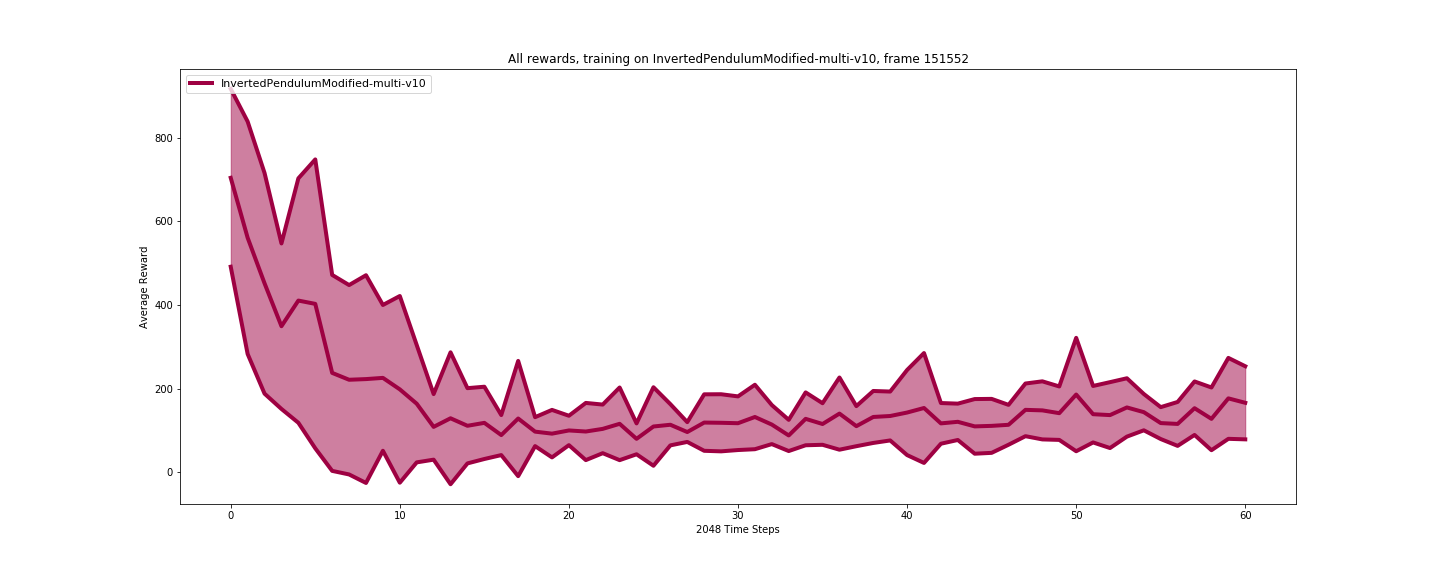 All rewards, training on InvertedPendulumModified-multi-v10, frame 151552
InvertedPendulumModified-multi-v10
Average Reward
800
600
400
200
0
0 10 20 30 40 50 60
2048 Time Steps